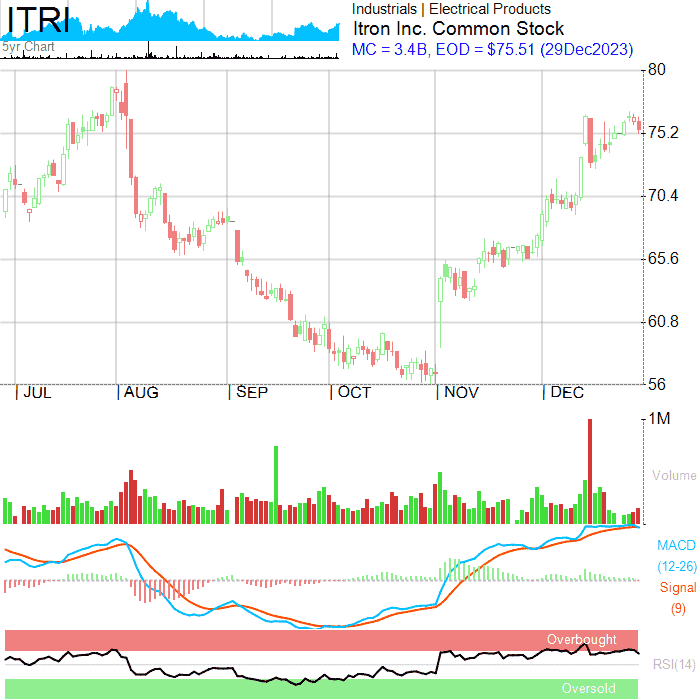 ITRI
5yr Chart
Industrials | Electrical Products
Itron Inc. Common Stock
MC = 3.4B, EOD = $75.51 (29Dec2023)
80
75.2
70.4
65.6
60.8
56
| JUL | AUG | SEP | OCT | NOV | DEC
1M
Volume
MACD
(12-26)
Signal
(9)
Overbought
RSI(14)
Oversold